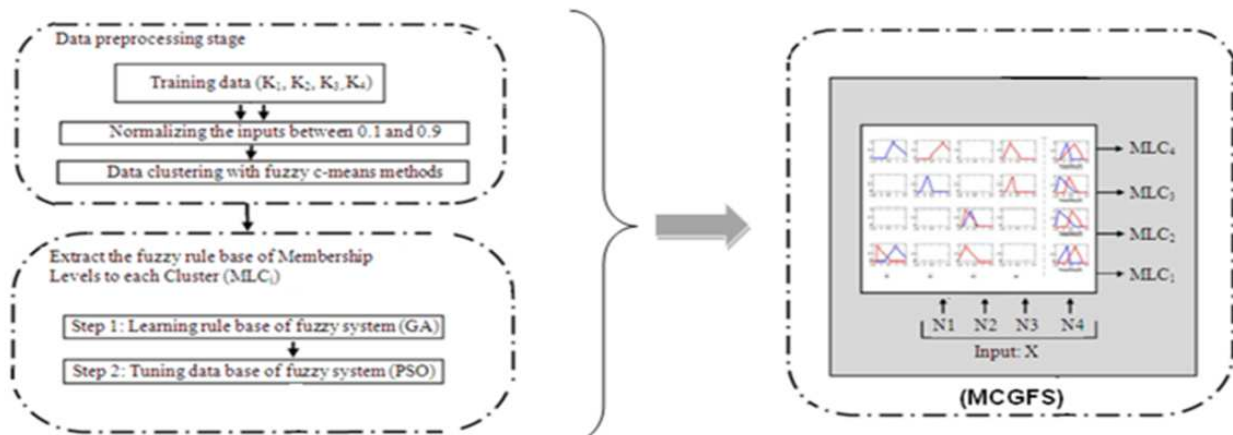 Data preprocessing stage
Training data (K₁, K₂, K₃, K₄)
Normalizing the inputs between 0.1 and 0.9
Data clustering with fuzzy c-means methods
Extract the fuzzy rule base of Membership
Levels to each Cluster (MLCᵢ)
Step 1: Learning rule base of fuzzy system (GA)
Step 2: Tuning data base of fuzzy system (PSO)
MLC₄
MLC₃
MLC₂
MLC₁
N1 N2 N3 N4
Input: X
(MCGFS)